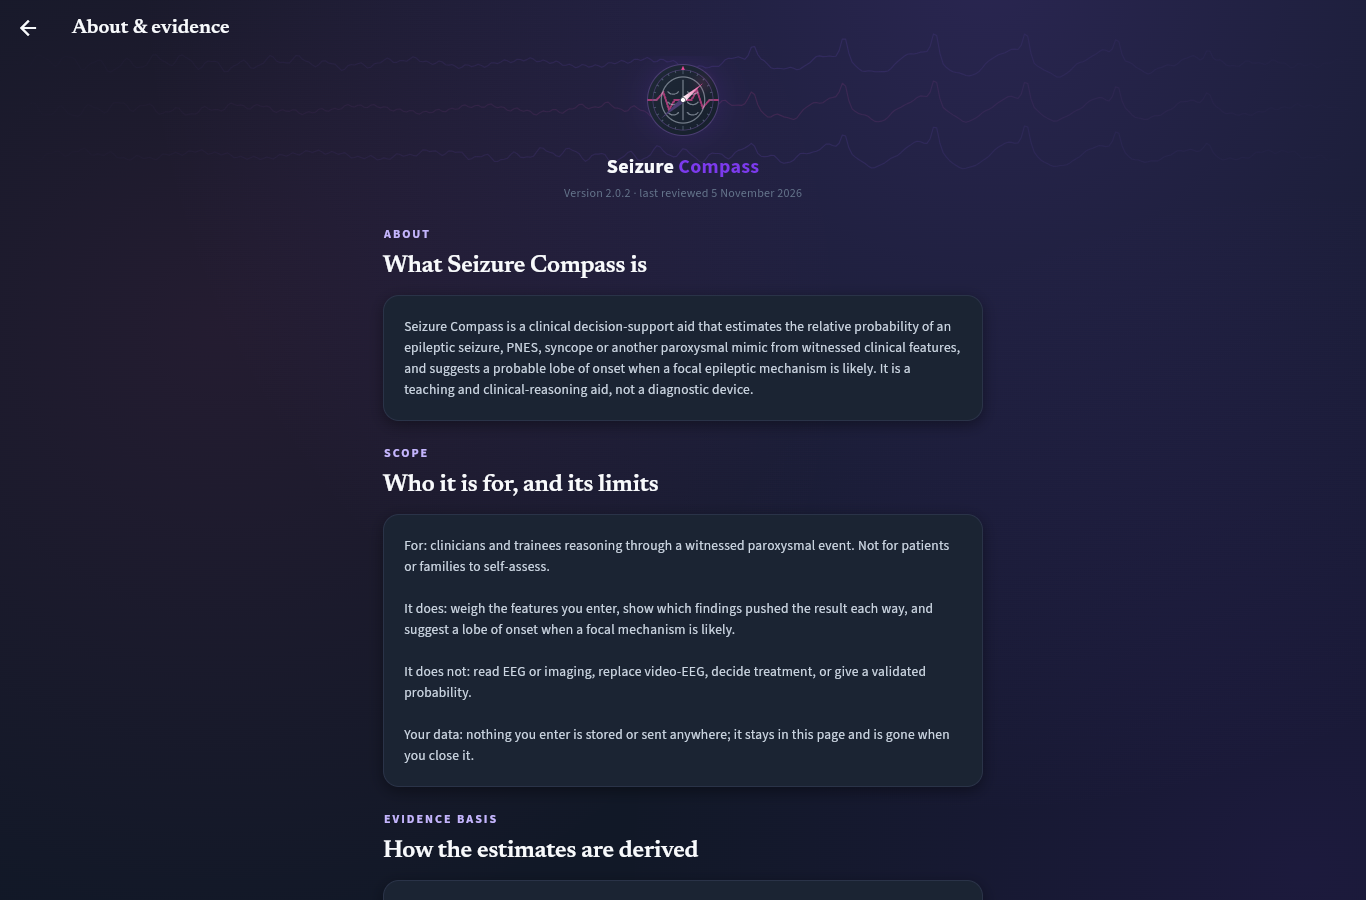 About & evidence
Seizure Compass
Version 2.0.2 · last reviewed 5 November 2026
ABOUT
What Seizure Compass is
Seizure Compass is a clinical decision-support aid that estimates the relative probability of an
epileptic seizure, PNES, syncope or another paroxysmal mimic from witnessed clinical features,
and suggests a probable lobe of onset when a focal epileptic mechanism is likely. It is a
teaching and clinical-reasoning aid, not a diagnostic device.
SCOPE
Who it is for, and its limits
For: clinicians and trainees reasoning through a witnessed paroxysmal event. Not for patients
or families to self-assess.
It does: weigh the features you enter, show which findings pushed the result each way, and
suggest a lobe of onset when a focal mechanism is likely.
It does not: read EEG or imaging, replace video-EEG, decide treatment, or give a validated
probability.
Your data: nothing you enter is stored or sent anywhere; it stays in this page and is gone when
you close it.
EVIDENCE BASIS
How the estimates are derived